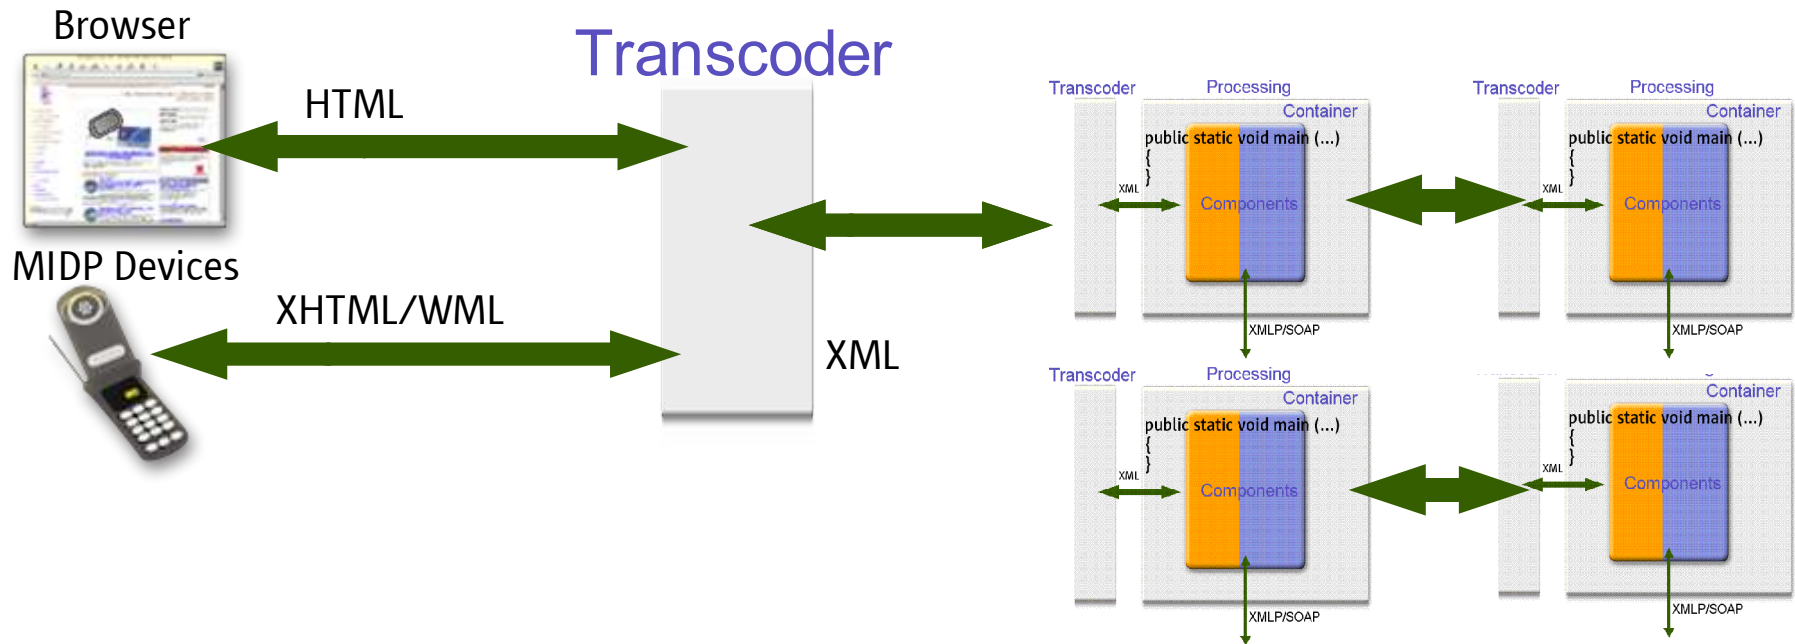 Browser
Transcoder
HTML
MIDP Devices
XHTML/WML
XML
Transcoder
Processing
Container
public static void main (...)
{
}
XML
Components
XMLP/SOAP
Transcoder
Processing
Container
public static void main (...)
{
}
XML
Components
XMLP/SOAP
Transcoder
Processing
Container
public static void main (...)
{
}
XML
Components
XMLP/SOAP
Container
public static void main (...)
{
}
XML
Components
XMLP/SOAP